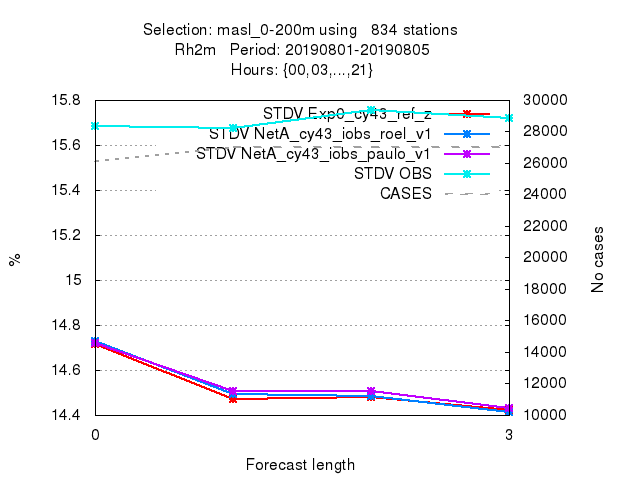 Selection: masl_0-200m using   834 stations
Rh2m   Period: 20190801-20190805
Hours: {00,03,...,21}
15.8
15.6
15.4
15.2
15
14.8
14.6
14.4
%
STDV Exp0_cy43_ref_z
STDV NetA_cy43_iobs_roel_v1
STDV NetA_cy43_iobs_paulo_v1
STDV OBS
CASES
30000
28000
26000
24000
22000
20000
18000
16000
14000
12000
10000
No cases
0
3
Forecast length